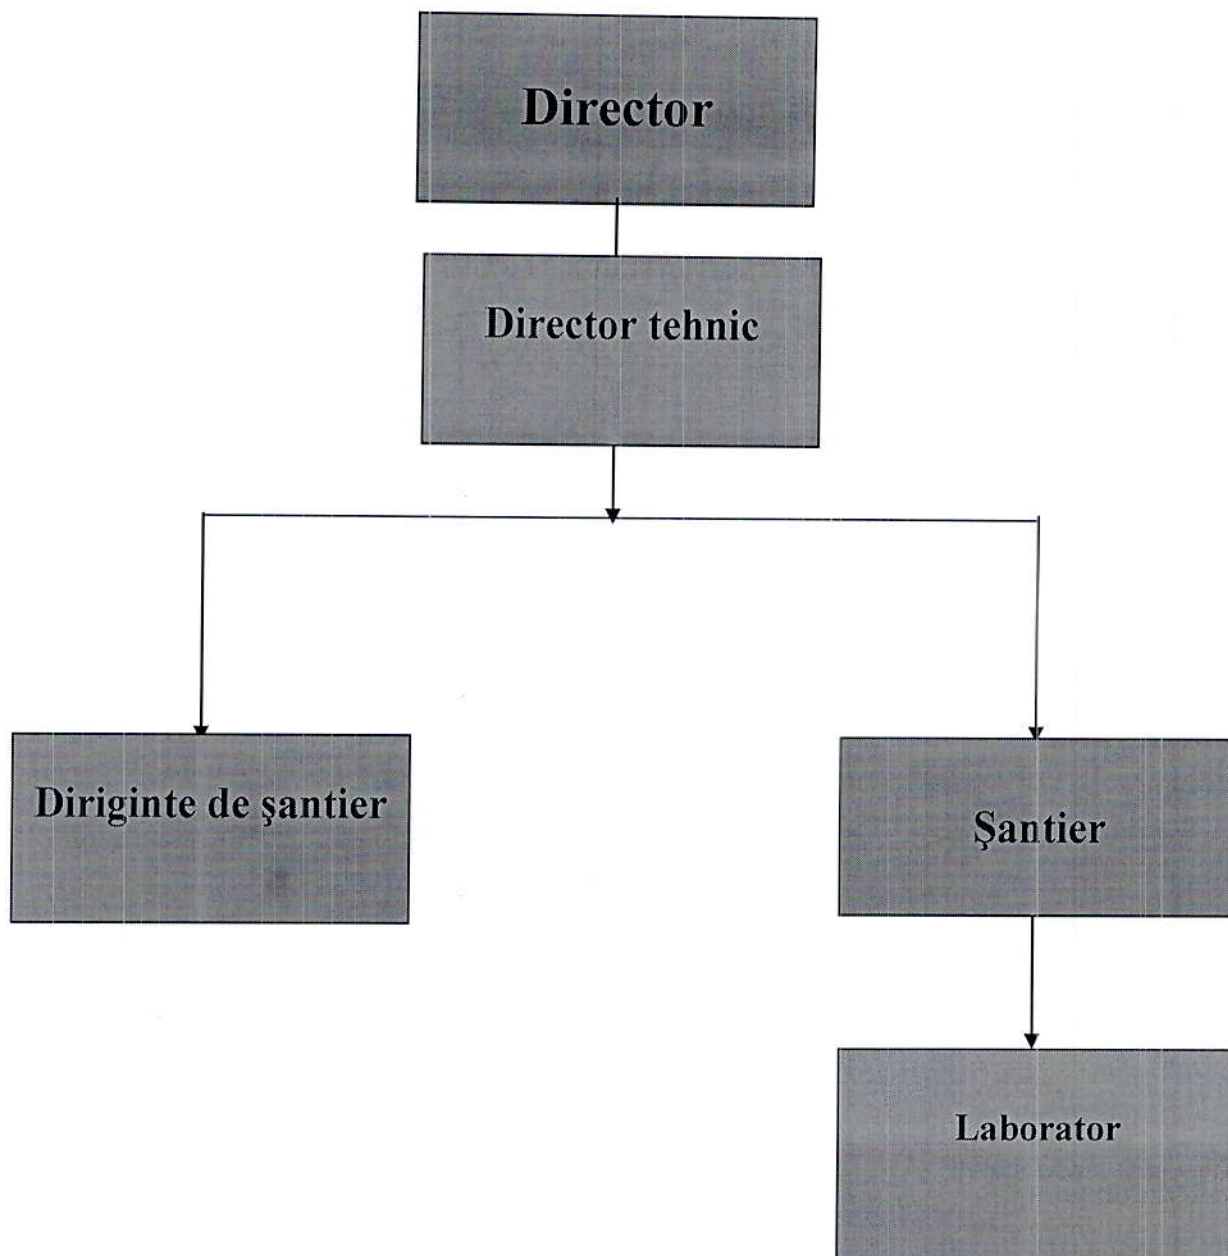 Director
Director tehnic
Diriginte de şantier
Şantier
Laborator